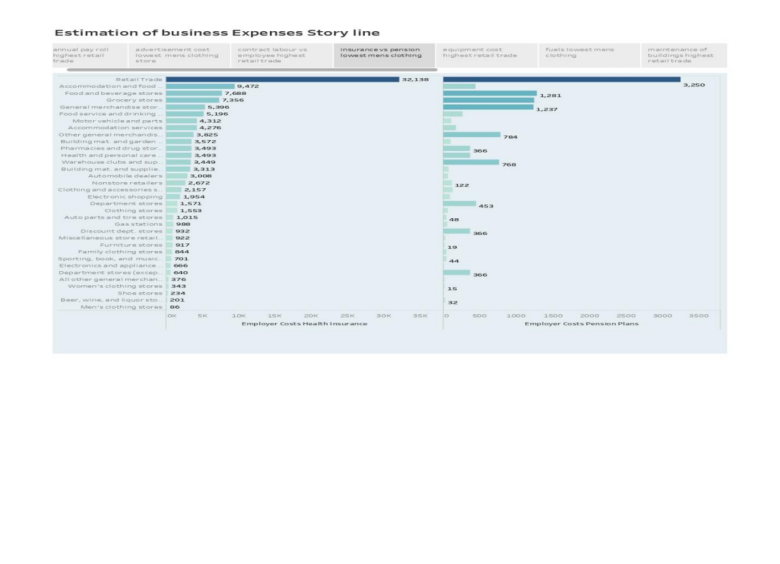 Estimation of business Expenses Story line
annual pay roll
highest retail
trade
advertisement cost
lowest mens clothing
store
contract labour vs
employee highest
retail trade
insurance vs pension
lowest mens clothing
equipment cost
highest retail trade
fuels lowest mens
clothing
maintenance of
buildings highest
retail trade
Retail Trade 32,138 3,250
Accommodation and food .. 9,472
Food and beverage stores 7,688 1,281
Grocery stores 7,356
General merchandise stor.. 5,396 1,237
Food service and drinking .. 5,196
Motor vehicle and parts 4,312
Accommodation services 4,276
Other general merchandis.. 3,825 784
Building mat. and garden .. 3,572
Pharmacies and drug stor.. 3,493 366
Health and personal care .. 3,493
Warehouse clubs and sup.. 3,449 768
Building mat, and supplie.. 3,313
Automobile dealers 3,008
Nonstore retailers 2,672 122
Clothing and accessories s.. 2,157
Electronic shopping 1,954
Department stores 1,571 453
Clothing stores 1,553
Auto parts and tire stores 1,015 48
Gas stations 988
Discount dept. stores 932 366
Miscellaneous store retail.. 922
Furniture stores 917 19
Family clothing stores 844
Sporting, book, and music.. 701 44
Electronics and appliance .. 666
Department stores (excep.. 640 366
All other general merchan.. 376
Women's clothing stores 343 15
Shoe stores 234
Beer, wine, and liquor sto.. 201 32
Men's clothing stores 86
0K 5K 10K 15K 20K 25K 30K 35K 0 500 1000 1500 2000 2500 3000 3500
Employer Costs Health Insurance Employer Costs Pension Plans